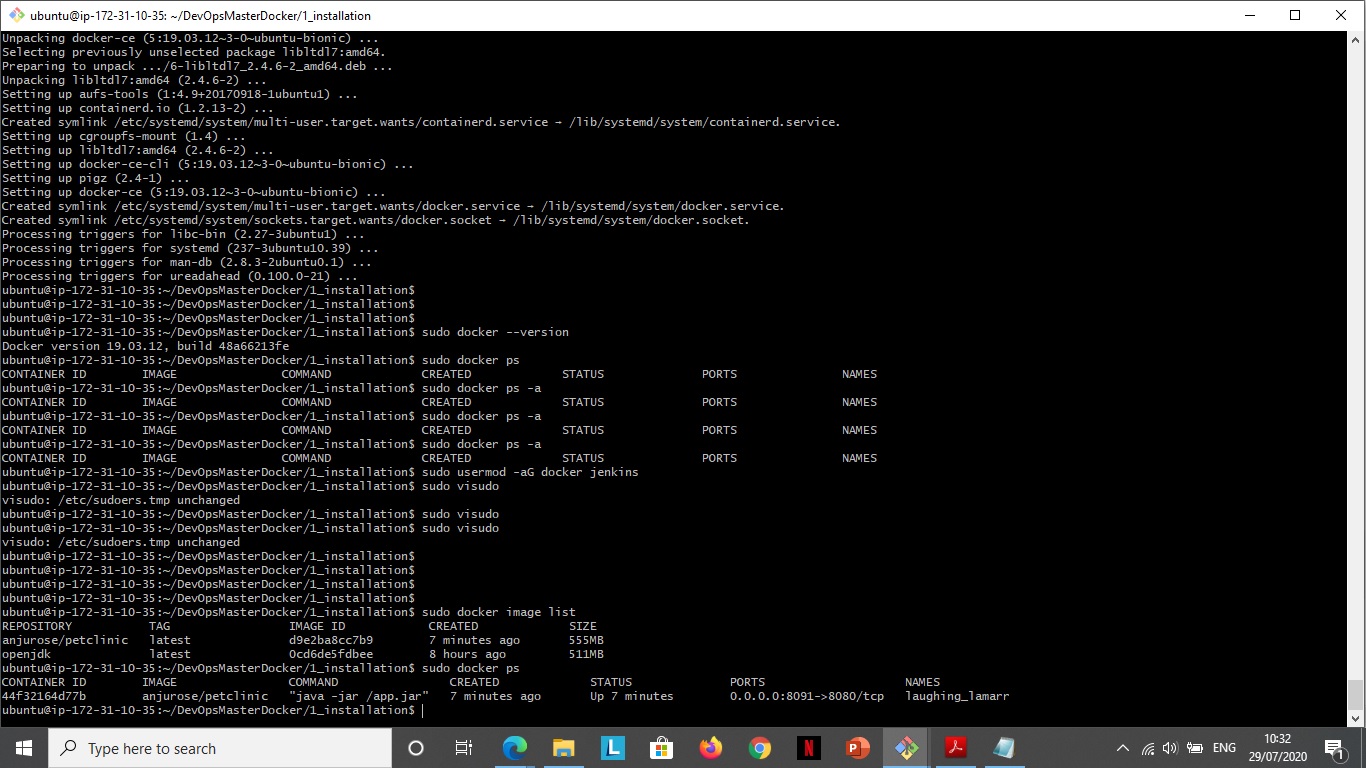 ubuntu@ip-172-31-10-35: ~/DevOpsMasterDocker/1_installation
Unpacking docker-ce (5:19.03.12~3-0~ubuntu-bionic) ...
Selecting previously unselected package libltdl7:amd64.
Preparing to unpack .../6-libltdl7_2.4.6-2_amd64.deb ...
Unpacking libltdl7:amd64 (2.4.6-2) ...
Setting up aufs-tools (1:4.9+20170918-1ubuntu1) ...
Setting up containerd.io (1.2.13-2) ...
Created symlink /etc/systemd/system/multi-user.target.wants/containerd.service → /lib/systemd/system/containerd.service.
Setting up cgroupfs-mount (1.4) ...
Setting up libltdl7:amd64 (2.4.6-2) ...
Setting up docker-ce-cli (5:19.03.12~3-0~ubuntu-bionic) ...
Setting up pigz (2.4-1) ...
Setting up docker-ce (5:19.03.12~3-0~ubuntu-bionic) ...
Created symlink /etc/systemd/system/multi-user.target.wants/docker.service → /lib/systemd/system/docker.service.
Created symlink /etc/systemd/system/sockets.target.wants/docker.socket → /lib/systemd/system/docker.socket.
Processing triggers for libc-bin (2.27-3ubuntu1) ...
Processing triggers for systemd (237-3ubuntu10.39) ...
Processing triggers for man-db (2.8.3-2ubuntu0.1) ...
Processing triggers for ureadahead (0.100.0-21) ...
ubuntu@ip-172-31-10-35:~/DevOpsMasterDocker/1_installation$
ubuntu@ip-172-31-10-35:~/DevOpsMasterDocker/1_installation$
ubuntu@ip-172-31-10-35:~/DevOpsMasterDocker/1_installation$
ubuntu@ip-172-31-10-35:~/DevOpsMasterDocker/1_installation$ sudo docker --version
Docker version 19.03.12, build 48a66213fe
ubuntu@ip-172-31-10-35:~/DevOpsMasterDocker/1_installation$ sudo docker ps
CONTAINER ID IMAGE COMMAND CREATED STATUS PORTS NAMES
ubuntu@ip-172-31-10-35:~/DevOpsMasterDocker/1_installation$ sudo docker ps -a
CONTAINER ID IMAGE COMMAND CREATED STATUS PORTS NAMES
ubuntu@ip-172-31-10-35:~/DevOpsMasterDocker/1_installation$ sudo docker ps -a
CONTAINER ID IMAGE COMMAND CREATED STATUS PORTS NAMES
ubuntu@ip-172-31-10-35:~/DevOpsMasterDocker/1_installation$ sudo docker ps -a
CONTAINER ID IMAGE COMMAND CREATED STATUS PORTS NAMES
ubuntu@ip-172-31-10-35:~/DevOpsMasterDocker/1_installation$ sudo usermod -aG docker jenkins
ubuntu@ip-172-31-10-35:~/DevOpsMasterDocker/1_installation$ sudo visudo
visudo: /etc/sudoers.tmp unchanged
ubuntu@ip-172-31-10-35:~/DevOpsMasterDocker/1_installation$ sudo visudo
ubuntu@ip-172-31-10-35:~/DevOpsMasterDocker/1_installation$ sudo visudo
visudo: /etc/sudoers.tmp unchanged
ubuntu@ip-172-31-10-35:~/DevOpsMasterDocker/1_installation$
ubuntu@ip-172-31-10-35:~/DevOpsMasterDocker/1_installation$
ubuntu@ip-172-31-10-35:~/DevOpsMasterDocker/1_installation$
ubuntu@ip-172-31-10-35:~/DevOpsMasterDocker/1_installation$
ubuntu@ip-172-31-10-35:~/DevOpsMasterDocker/1_installation$ sudo docker image list
REPOSITORY TAG IMAGE ID CREATED SIZE
anjurose/petclinic latest d9e2ba8cc7b9 7 minutes ago 555MB
openjdk latest 0cd6de5fdbee 8 hours ago 511MB
ubuntu@ip-172-31-10-35:~/DevOpsMasterDocker/1_installation$ sudo docker ps
CONTAINER ID IMAGE COMMAND CREATED STATUS PORTS NAMES
44f32164d77b anjurose/petclinic "java -jar /app.jar" 7 minutes ago Up 7 minutes 0.0.0.0:8091->8080/tcp laughing_lamarr
ubuntu@ip-172-31-10-35:~/DevOpsMasterDocker/1_installation$
Type here to search
L
N
P
ENG
10:32
29/07/2020
1